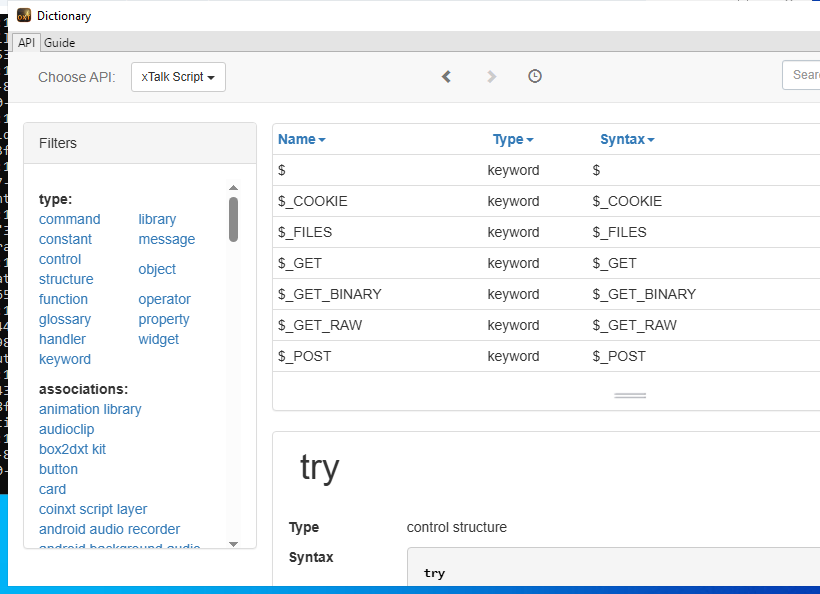 Dictionary
API Guide
Choose API: xTalk Script
Filters
type:
command library
constant message
control
structure object
function operator
glossary property
handler widget
keyword
associations:
animation library
audioclip
box2dxt kit
button
card
coinxt script layer
android audio recorder
android background audio
Name Type Syntax
$ keyword $
$_COOKIE keyword $_COOKIE
$_FILES keyword $_FILES
$_GET keyword $_GET
$_GET_BINARY keyword $_GET_BINARY
$_GET_RAW keyword $_GET_RAW
$_POST keyword $_POST
try
Type control structure
Syntax
try